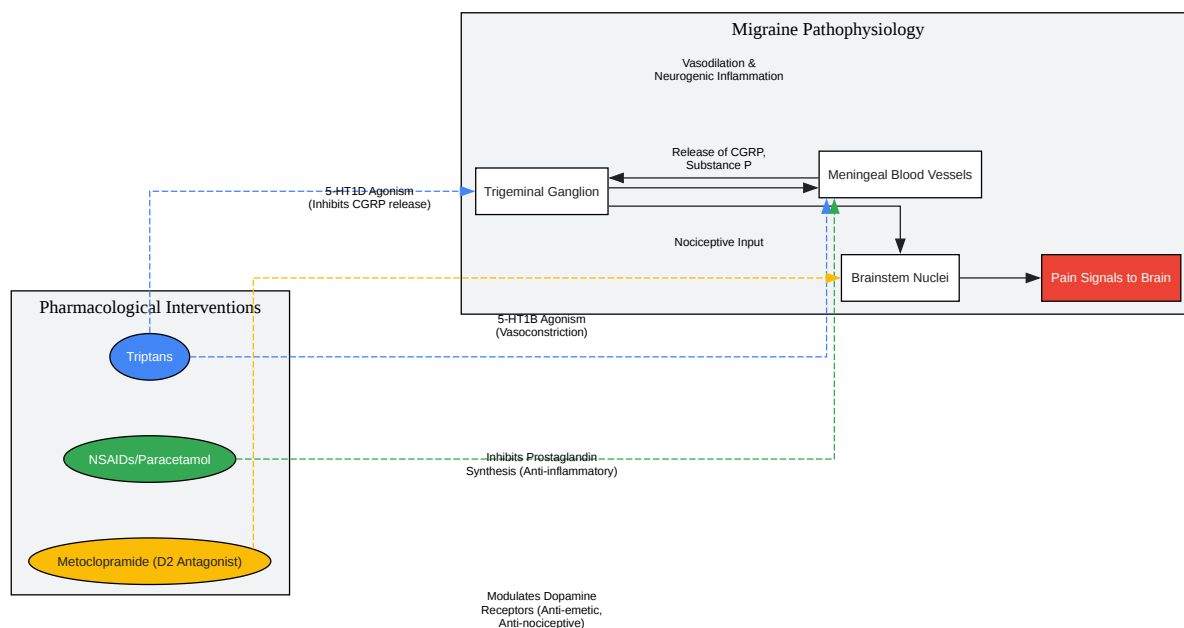 Migraine Pathophysiology
Vasodilation &
Neurogenic Inflammation
Release of CGRP,
Substance P
Meningeal Blood Vessels
Trigeminal Ganglion
5-HT1D Agonism
(Inhibits CGRP release)
Nociceptive Input
Brainstem Nuclei
Pain Signals to Brain
Pharmacological Interventions
5-HT1B Agonism
(Vasoconstriction)
Triptans
NSAIDs/Paracetamol
Inhibits Prostaglandin
Synthesis (Anti-inflammatory)
Metoclopramide (D2 Antagonist)
Modulates Dopamine
Receptors (Anti-emetic,
Anti-nociceptive)